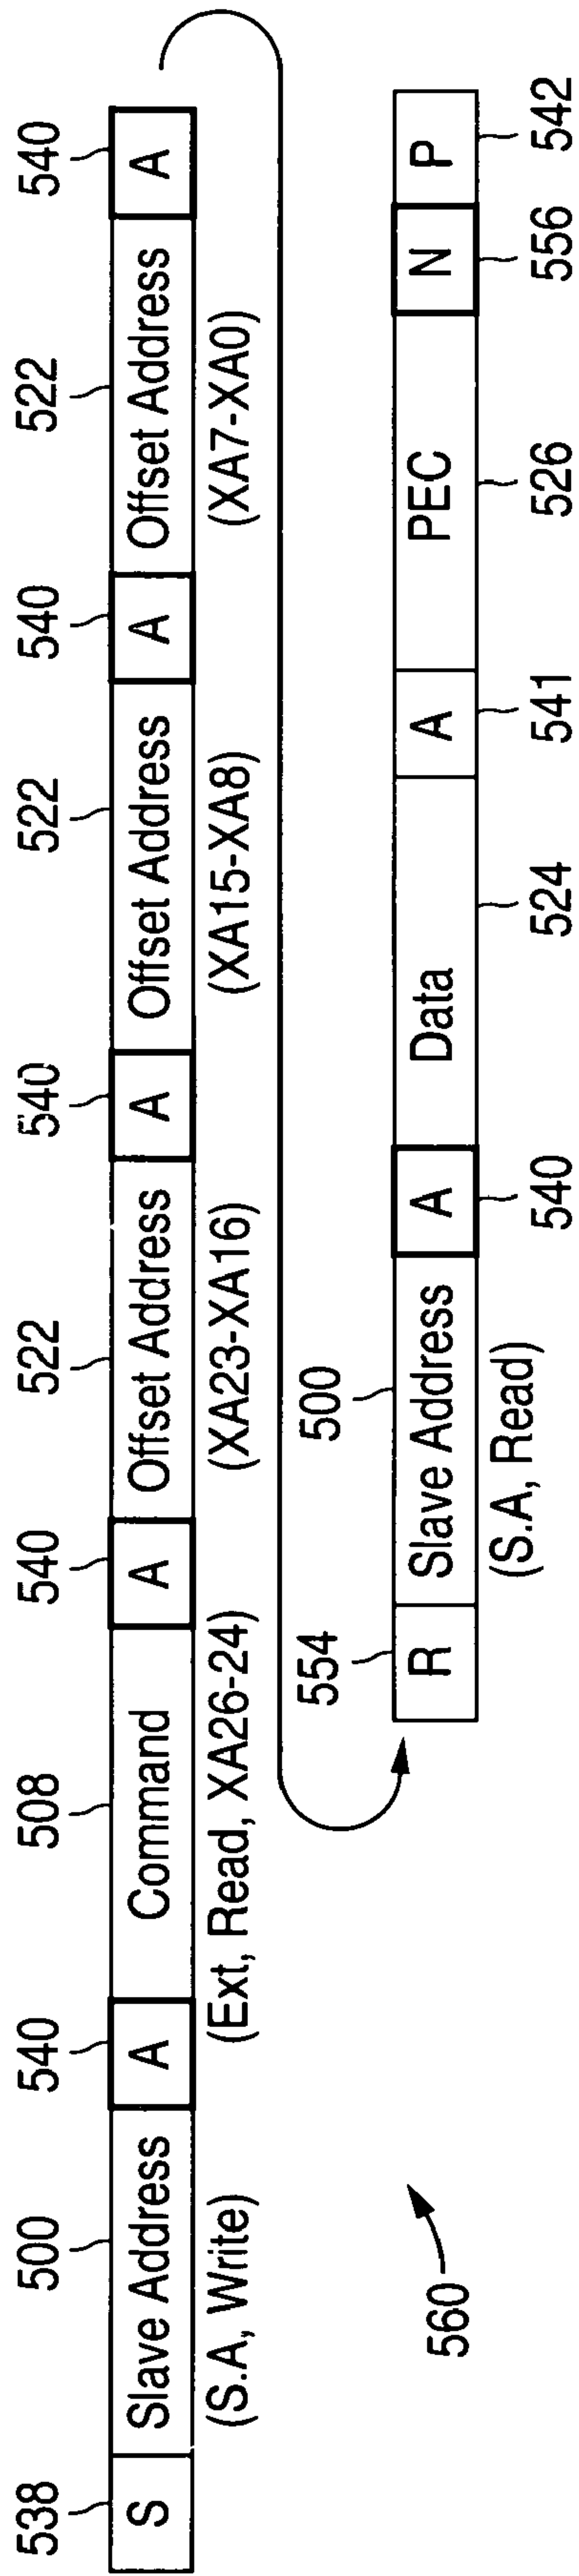 538 500 540 508 540 522 540 522 540 522 540
S Slave Address A Command A Offset Address A Offset Address A Offset Address A
(S.A, Write) (Ext, Read, XA26-24) (XA23-XA16) (XA15-XA8) (XA7-XA0)
554 500
R Slave Address A Data A PEC N P
(S.A, Read) 540 524 541 526 556 542
560